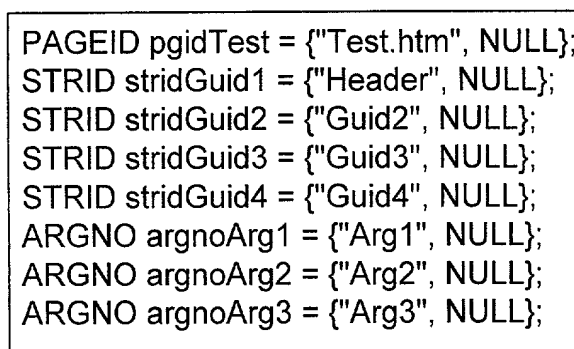 PAGEID pgidTest = {"Test.htm", NULL};
STRID stridGuid1 = {"Header", NULL};
STRID stridGuid2 = {"Guid2", NULL};
STRID stridGuid3 = {"Guid3", NULL};
STRID stridGuid4 = {"Guid4", NULL};
ARGNO argnoArg1 = {"Arg1", NULL};
ARGNO argnoArg2 = {"Arg2", NULL};
ARGNO argnoArg3 = {"Arg3", NULL};